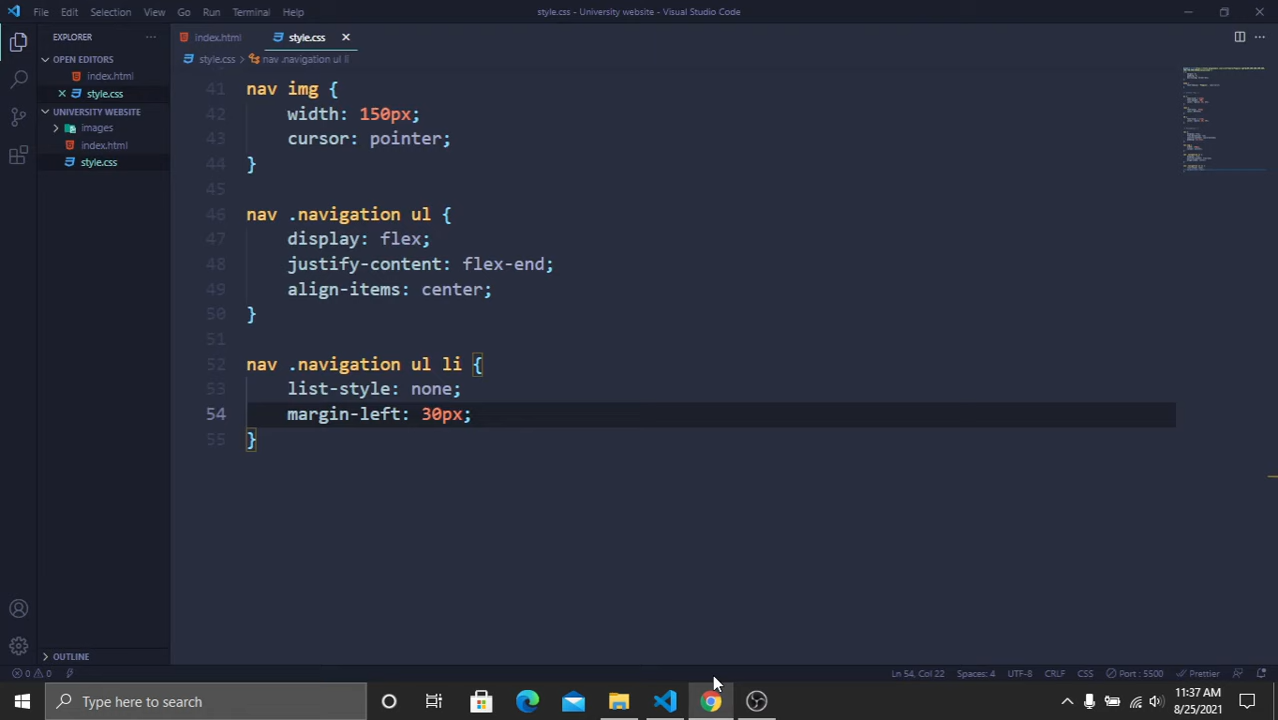 File Edit Selection View Go Run Terminal Help
style.css - University website - Visual Studio Code
EXPLORER
index.html
style.css
OPEN EDITORS
style.css > nav .navigation ul li
index.html
style.css
UNIVERSITY WEBSITE
images
index.html
style.css
41 nav img {
42 width: 150px;
43 cursor: pointer;
44 }
45
46 nav .navigation ul {
47 display: flex;
48 justify-content: flex-end;
49 align-items: center;
50 }
51
52 nav .navigation ul li {
53 list-style: none;
54 margin-left: 30px;
55 }
OUTLINE
0 0
Ln 54, Col 22 Spaces: 4 UTF-8 CRLF CSS Port : 5500 Prettier
Type here to search
11:37 AM
8/25/2021